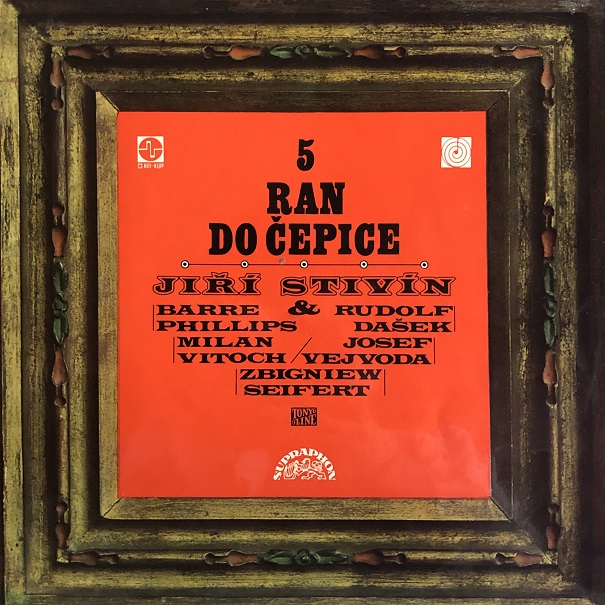 5
RAN
DO ČEPICE
JIŘÍ STIVÍN
BARRE & RUDOLF
PHILLIPS DAŠEK
MILAN JOSEF
VITOCH / VEJVODA
ZBIGNIEW
SEIFERT
SUPRAPHON